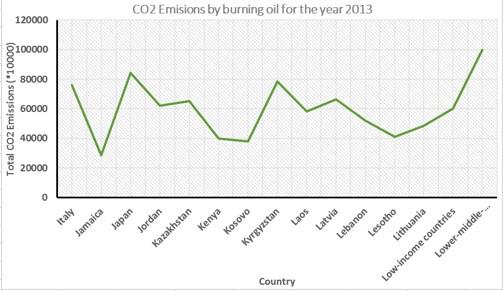 CO2 Emisions by burning oil for the year 2013
Total CO2 Emissions (*10000)
120000
100000
80000
60000
40000
20000
0
Italy
Jamaica
Japan
Jordan
Kazakhstan
Kenya
Kosovo
Kyrgyzstan
Laos
Latvia
Lebanon
Lesotho
Lithuania
Low-income countries
Lower-middle-...
Country